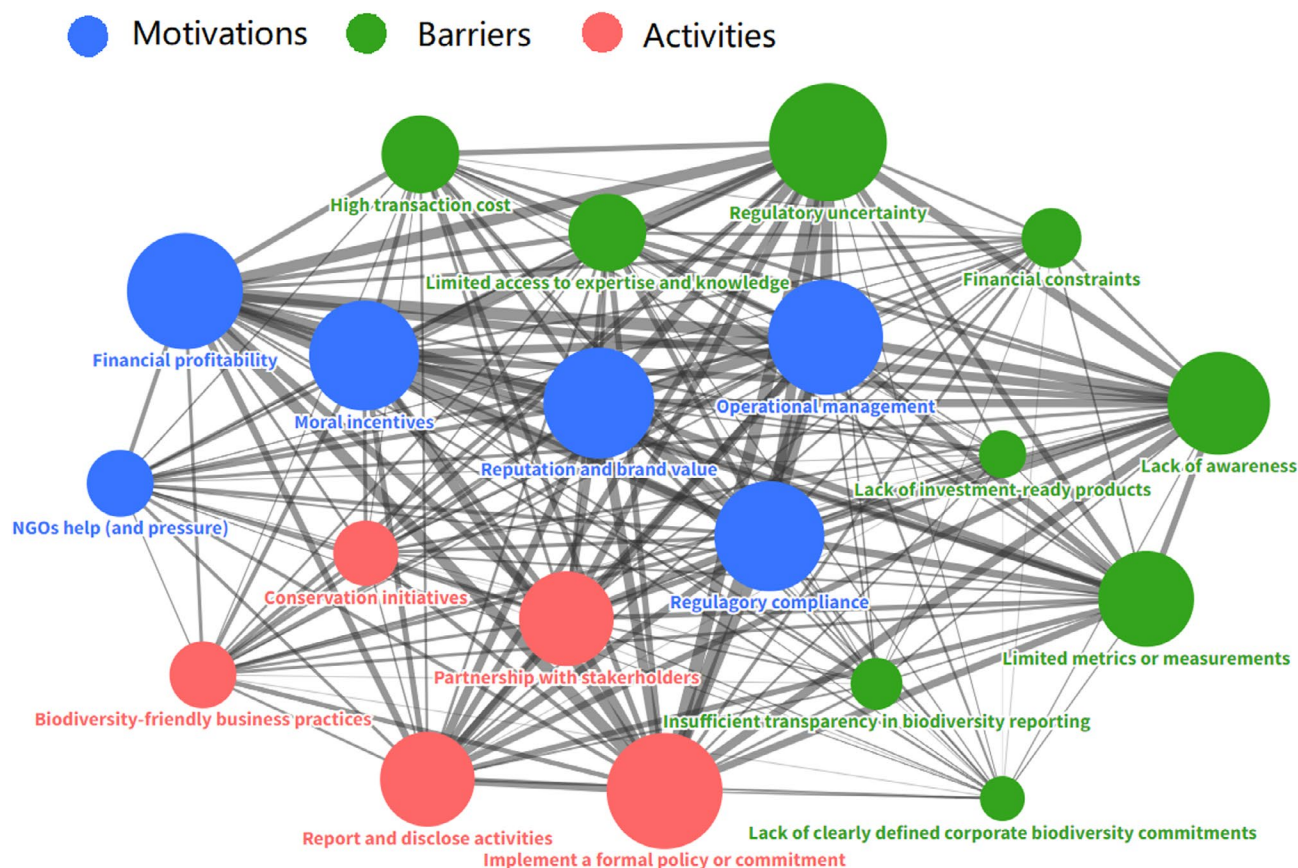 Motivations Barriers Activities
High transaction cost
Regulatory uncertainty
Limited access to expertise and knowledge
Financial constraints
Financial profitability
Moral incentives
Operational management
Reputation and brand value
Lack of awareness
Lack of investment-ready products
NGOs help (and pressure)
Conservation initiatives
Regulagory compliance
Limited metrics or measurements
Partnership with stakerholders
Biodiversity-friendly business practices
Insufficient transparency in biodiversity reporting
Report and disclose activities
Lack of clearly defined corporate biodiversity commitments
Implement a formal policy or commitment